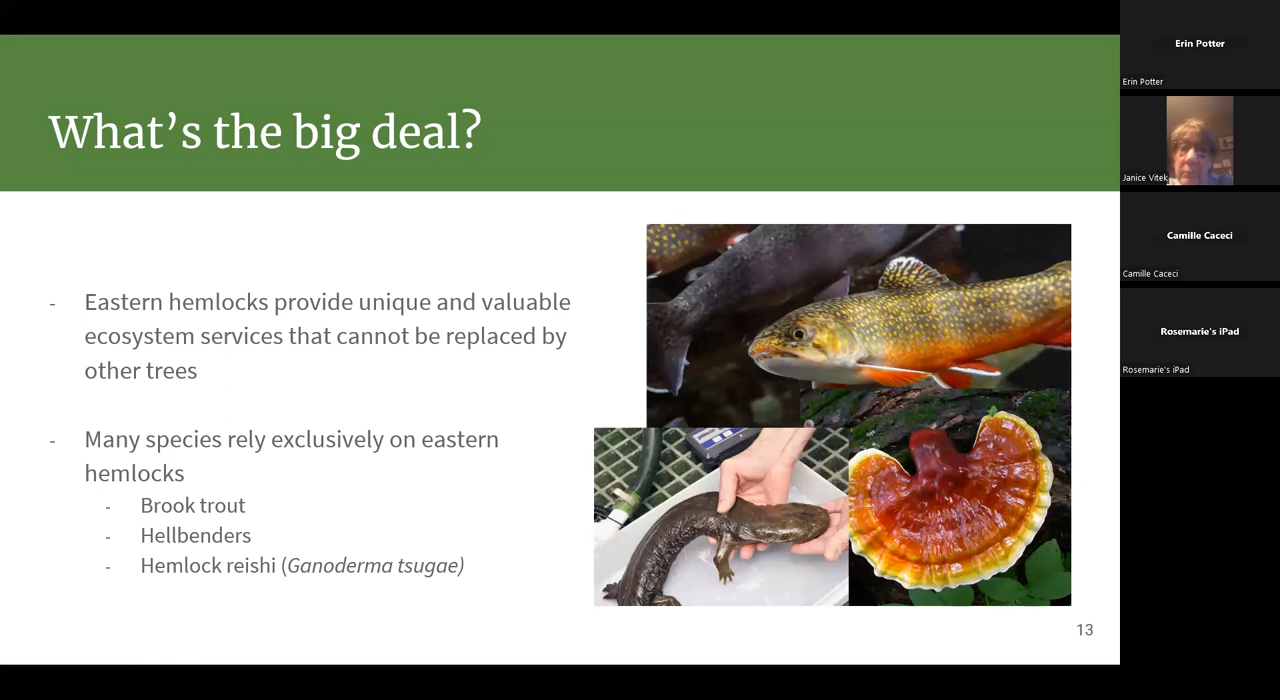 What's the big deal?
- Eastern hemlocks provide unique and valuable
ecosystem services that cannot be replaced by
other trees
- Many species rely exclusively on eastern
hemlocks
- Brook trout
- Hellbenders
- Hemlock reishi (Ganoderma tsugae)
13
Erin Potter
Erin Potter
Janice Vitek
Camille Caceci
Camille Caceci
Rosemarie's iPad
Rosemarie's iPad